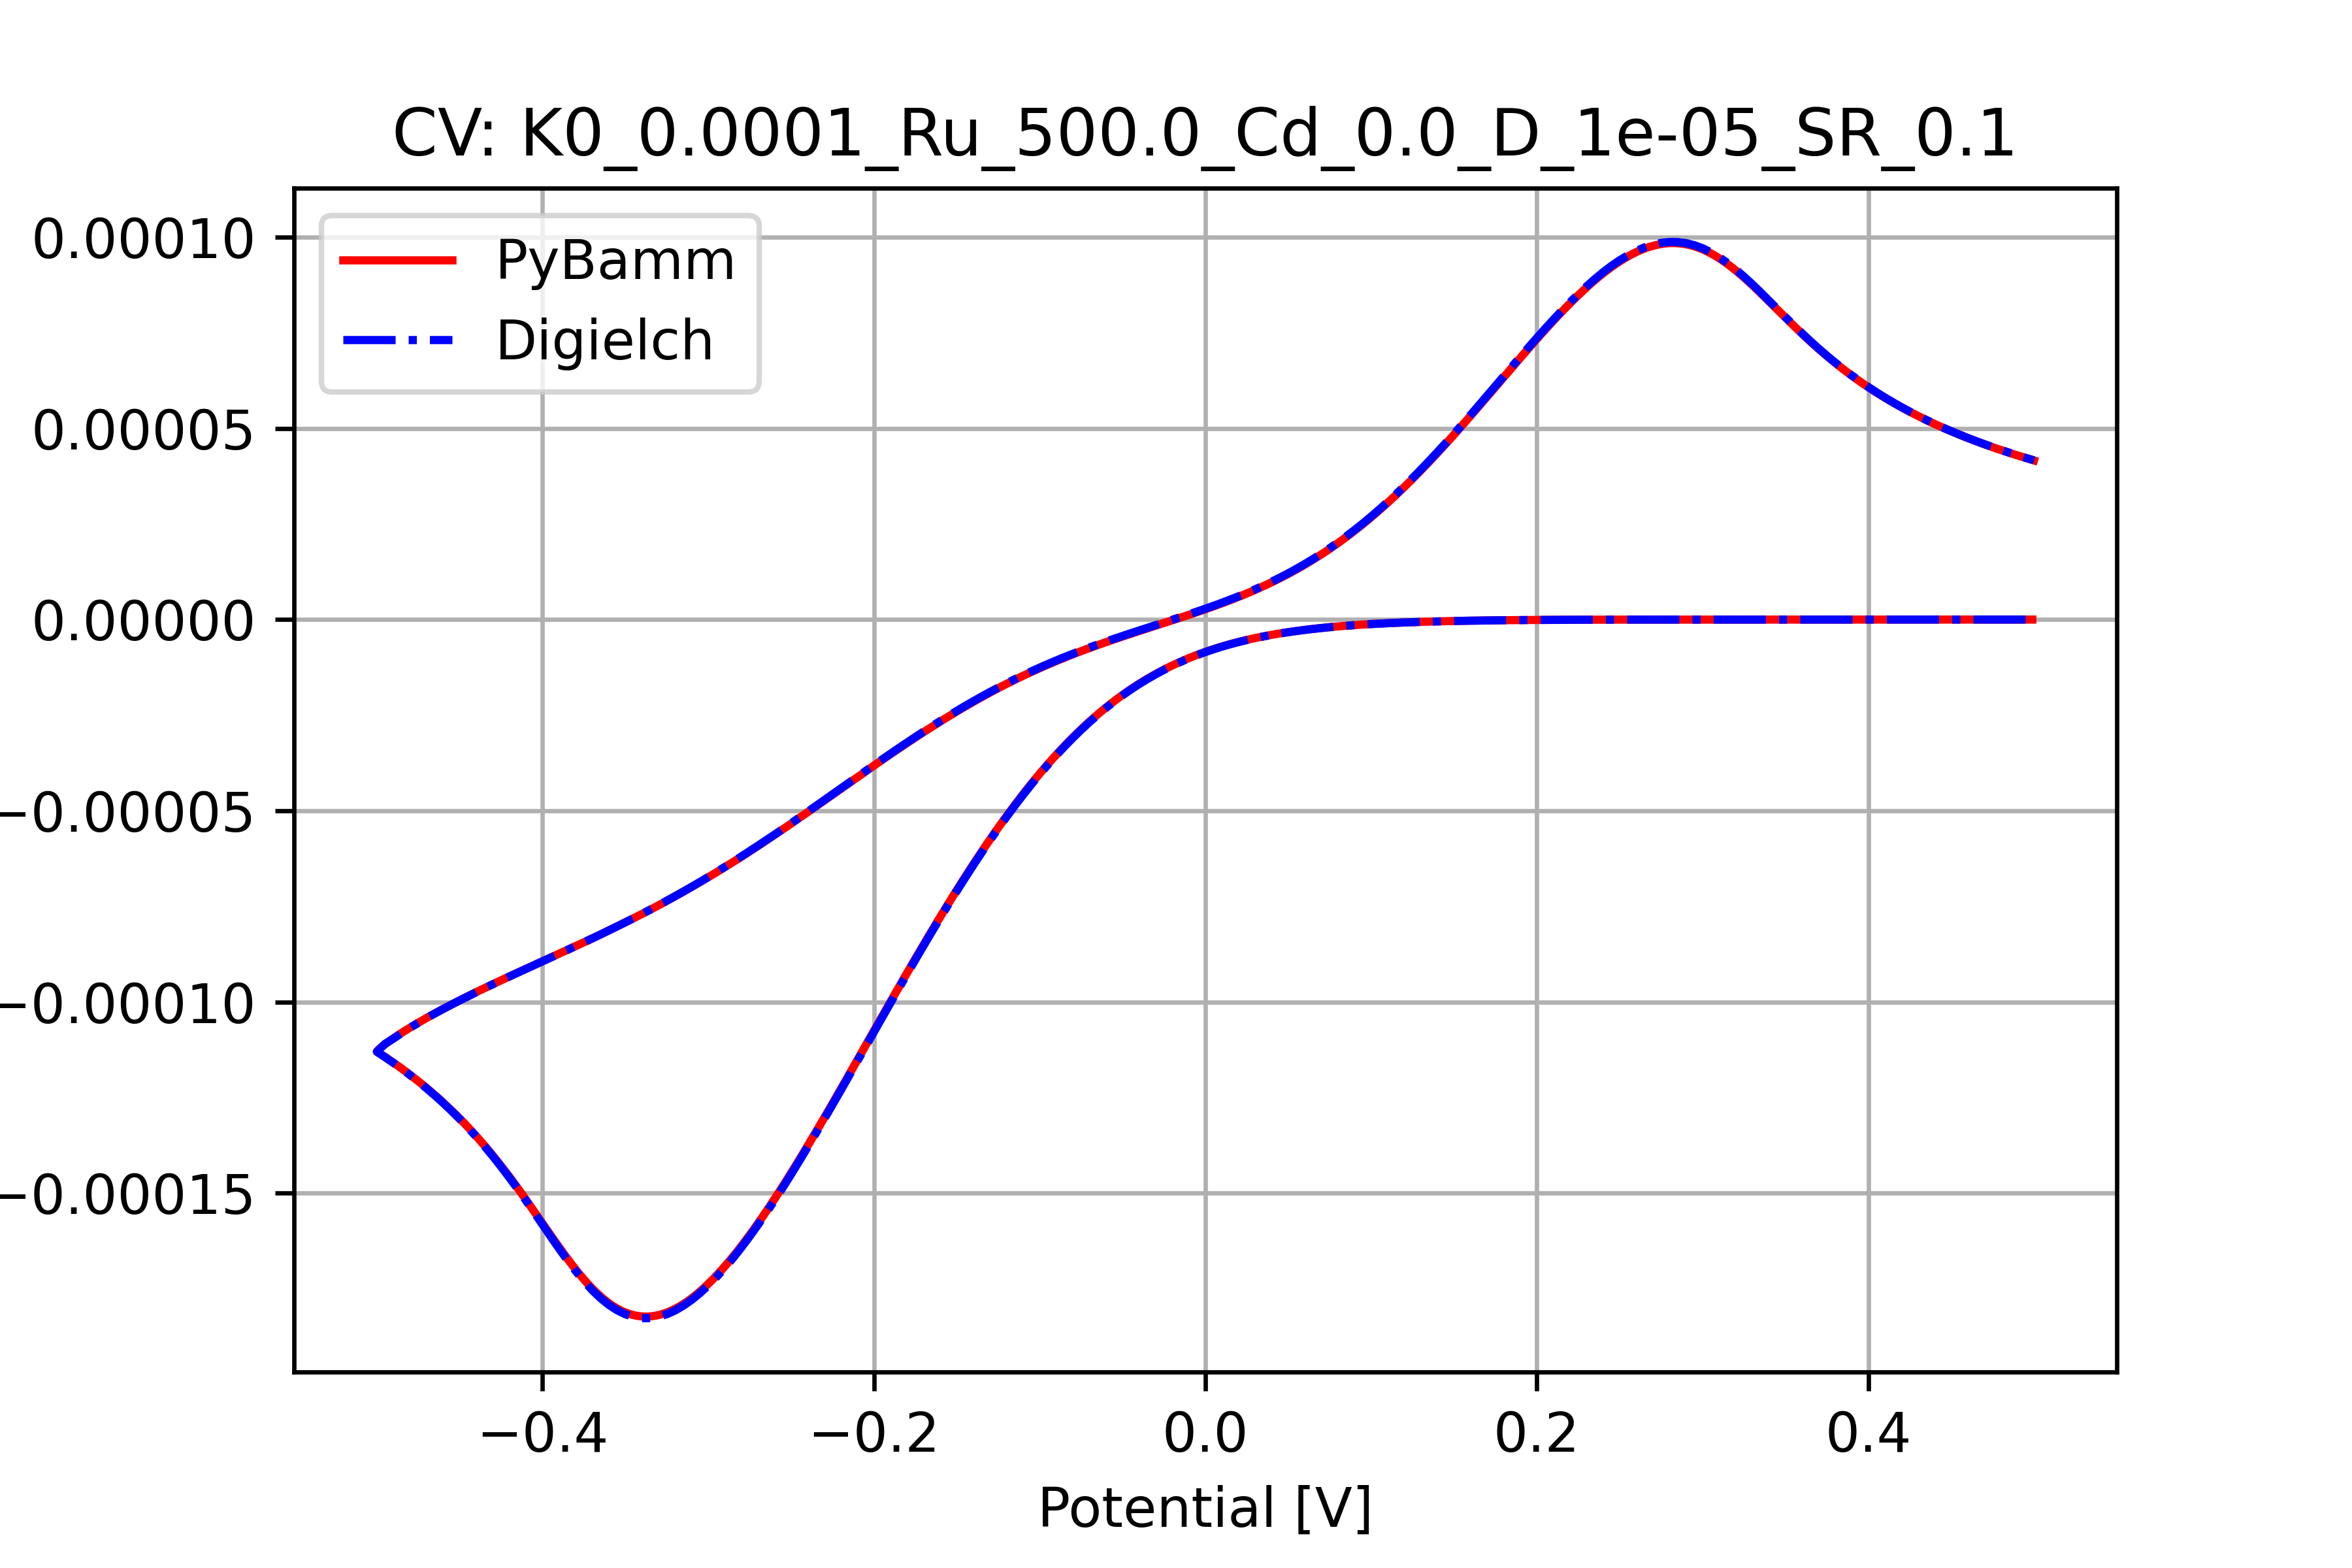 CV: K0_0.0001_Ru_500.0_Cd_0.0_D_1e-05_SR_0.1
PyBamm
Digielch
0.00010
0.00005
0.00000
−0.00005
−0.00010
−0.00015
−0.4
−0.2
0.0
0.2
0.4
Potential [V]